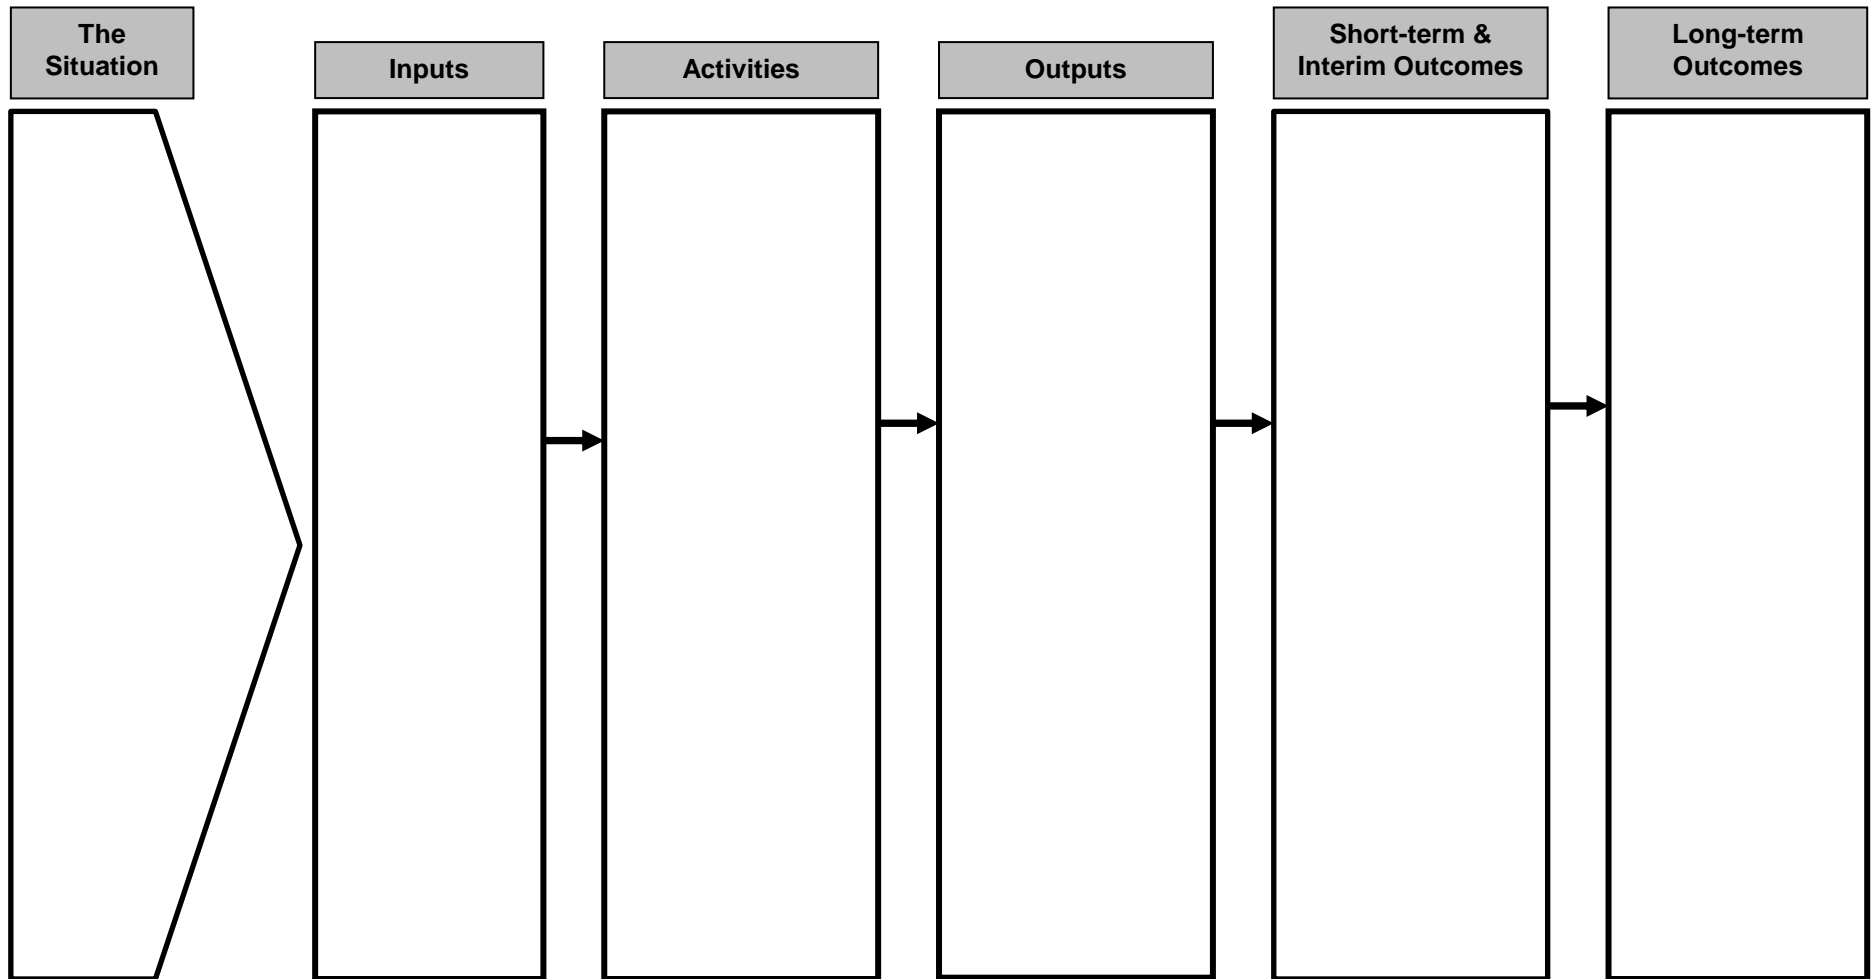 The
Situation
Inputs
Activities
Outputs
Short-term &
Interim Outcomes
Long-term
Outcomes